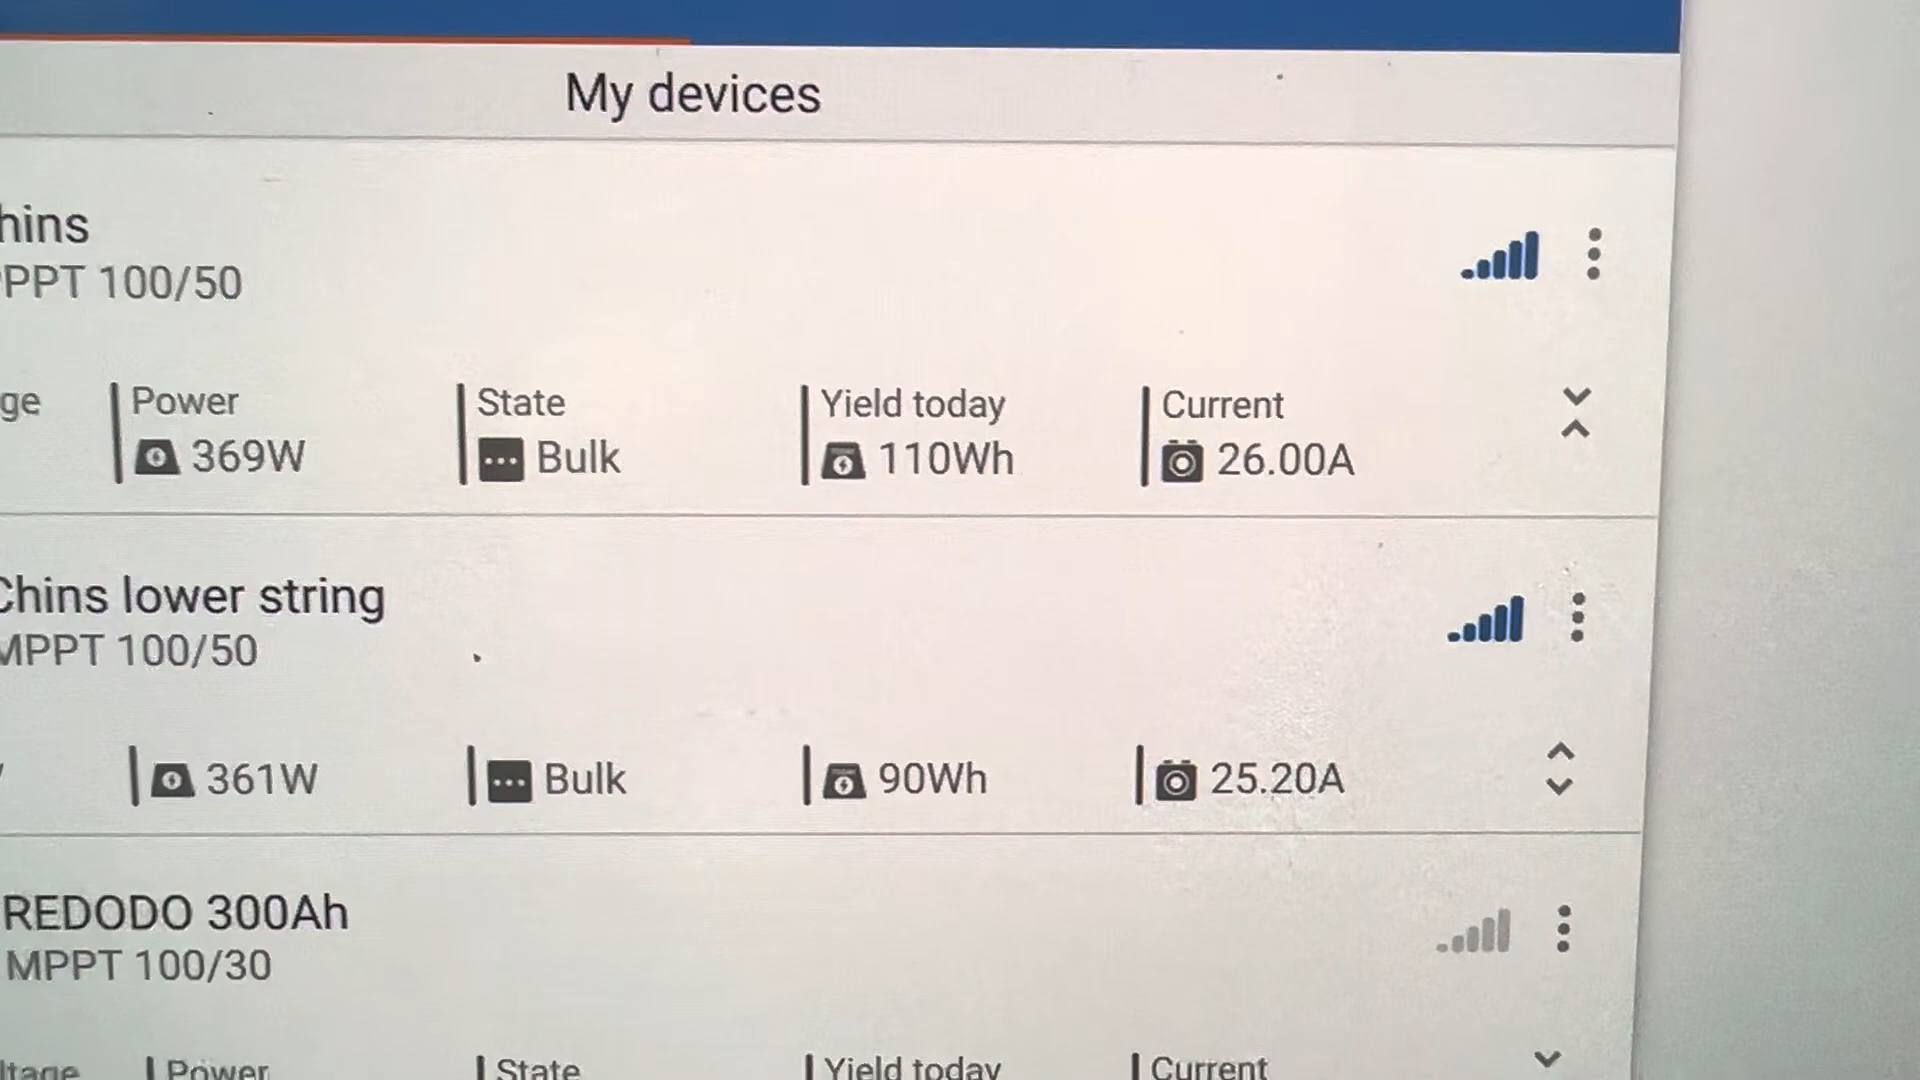 My devices
hins
PPT 100/50
ge Power State Yield today Current
369W Bulk 110Wh 26.00A
Chins lower string
MPPT 100/50
361W Bulk 90Wh 25.20A
REDODO 300Ah
MPPT 100/30
ltage Power State Yield today Current